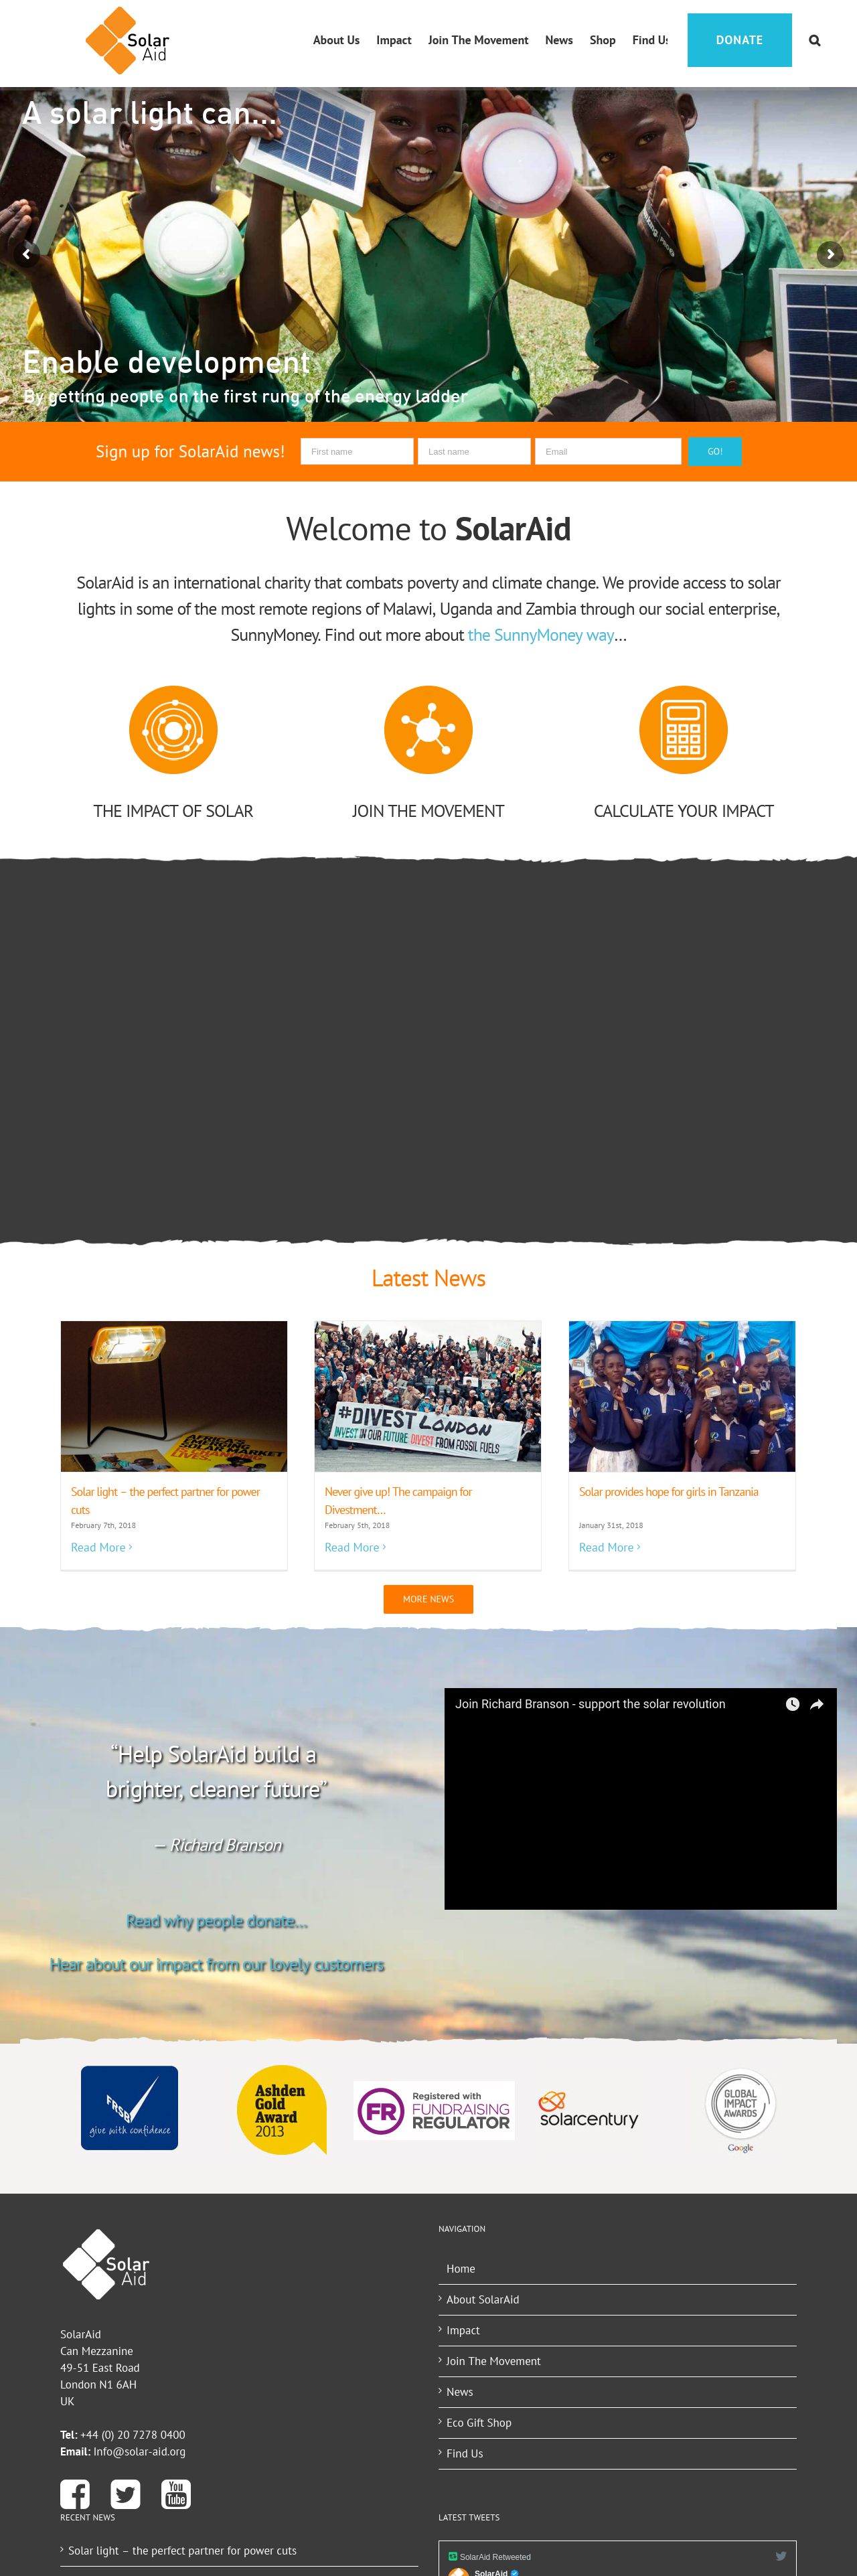 Solar
Aid
About Us
Impact
Join The Movement
News
Shop
Find Us
DONATE
A solar light can...
Enable development
By getting people on the first rung of the energy ladder
Sign up for SolarAid news!
First name
Last name
Email
GO!
Welcome to SolarAid
SolarAid is an international charity that combats poverty and climate change. We provide access to solar
lights in some of the most remote regions of Malawi, Uganda and Zambia through our social enterprise,
SunnyMoney. Find out more about the SunnyMoney way...
THE IMPACT OF SOLAR
JOIN THE MOVEMENT
CALCULATE YOUR IMPACT
Latest News
#DIVEST LONDON
INVEST IN OUR FUTURE DIVEST FROM FOSSIL FUELS
Solar light – the perfect partner for power
cuts
February 7th, 2018
Read More
Never give up! The campaign for
Divestment…
February 5th, 2018
Read More
Solar provides hope for girls in Tanzania
January 31st, 2018
Read More
MORE NEWS
Join Richard Branson - support the solar revolution
“Help SolarAid build a
brighter, cleaner future”
— Richard Branson
Read why people donate…
Hear about our impact from our lovely customers
FRSB
give with confidence
Ashden
Gold
Award
2013
FR
Registered with
FUNDRAISING
REGULATOR
solarcentury
GLOBAL
IMPACT
AWARDS
Google
Solar
Aid
SolarAid
Can Mezzanine
49-51 East Road
London N1 6AH
UK
Tel: +44 (0) 20 7278 0400
Email: Info@solar-aid.org
You
Tube
NAVIGATION
Home
About SolarAid
Impact
Join The Movement
News
Eco Gift Shop
Find Us
RECENT NEWS
Solar light – the perfect partner for power cuts
LATEST TWEETS
SolarAid Retweeted
SolarAid